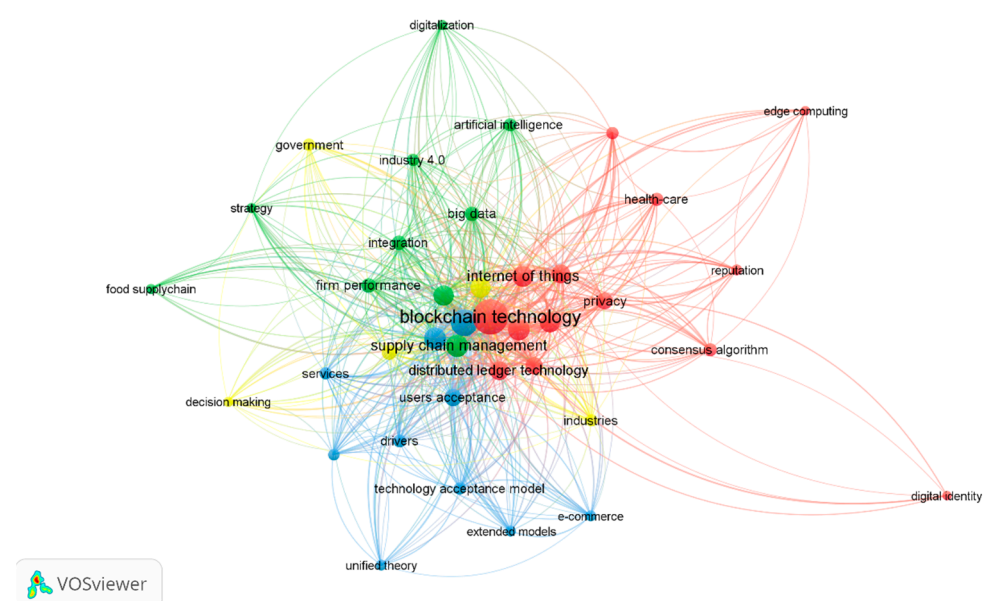 digitalization
edge computing
artificial intelligence
government
industry 4.0
health-care
strategy
big data
integration
reputation
internet of things
firm performance
food supplychain
privacy
blockchain technology
supply chain management
consensus algorithm
distributed ledger technology
services
users acceptance
decision making
industries
drivers
technology acceptance model
digital identity
e-commerce
extended models
unified theory
VOSviewer